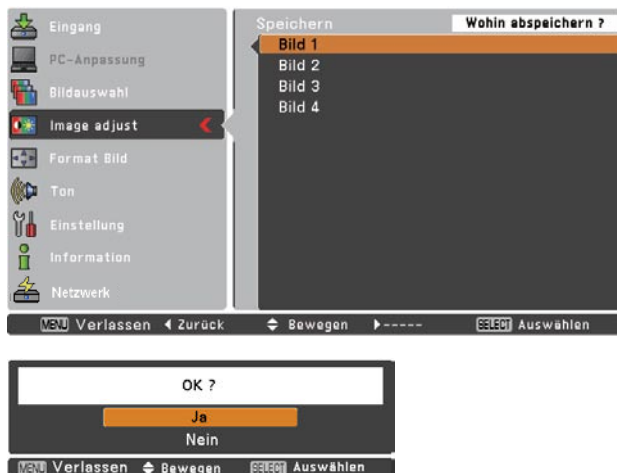 Eingang
PC-Anpassung
Bildauswahl
Image adjust
Format Bild
Ton
Einstellung
Information
Netzwerk
Speichern
Wohin abspeichern ?
Bild 1
Bild 2
Bild 3
Bild 4
MENU Verlassen Zurück Bewegen ----- SELECT Auswählen
OK ?
Ja
Nein
MENU Verlassen Bewegen SELECT Auswählen